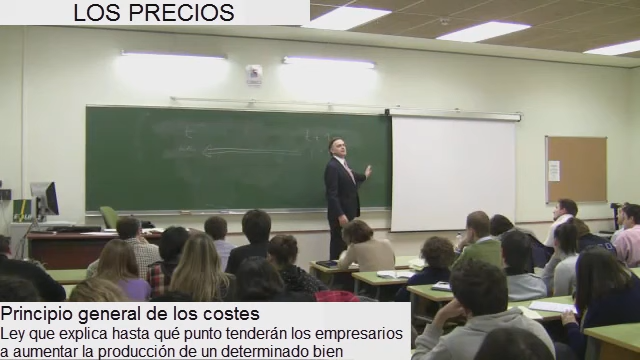 LOS PRECIOS
Principio general de los costes
Ley que explica hasta qué punto tenderán los empresarios
a aumentar la producción de un determinado bien